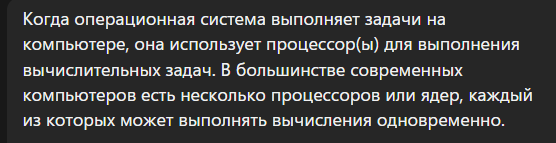 Когда операционная система выполняет задачи на
компьютере, она использует процессор(ы) для выполнения
вычислительных задач. В большинстве современных
компьютеров есть несколько процессоров или ядер, каждый
из которых может выполнять вычисления одновременно.